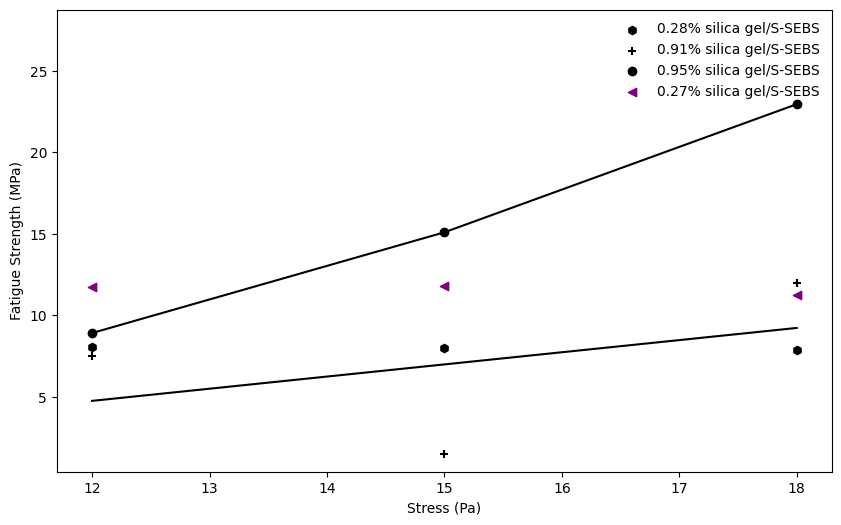 0.28% silica gel/S-SEBS
0.91% silica gel/S-SEBS
0.95% silica gel/S-SEBS
0.27% silica gel/S-SEBS
25
20
15
10
5
Fatigue Strength (MPa)
12 13 14 15 16 17 18
Stress (Pa)